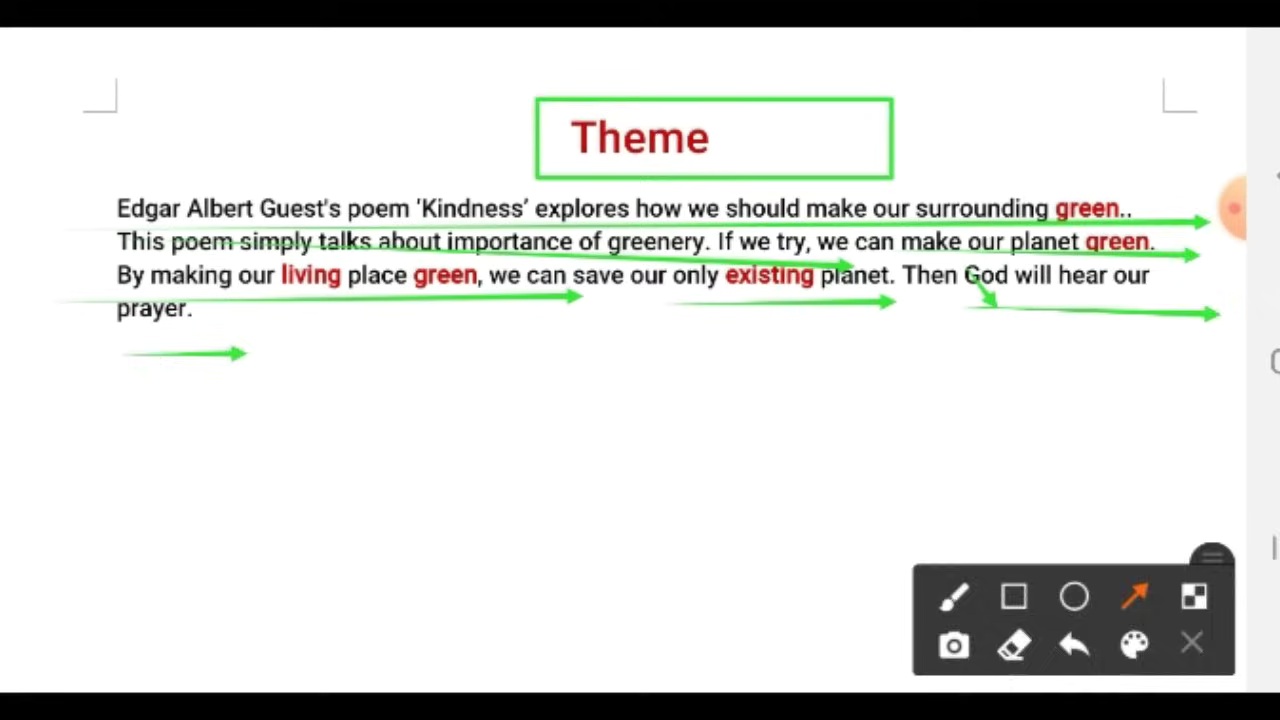 Theme
Edgar Albert Guest's poem 'Kindness' explores how we should make our surrounding green..
This poem simply talks about importance of greenery. If we try, we can make our planet green.
By making our living place green, we can save our only existing planet. Then God will hear our
prayer.